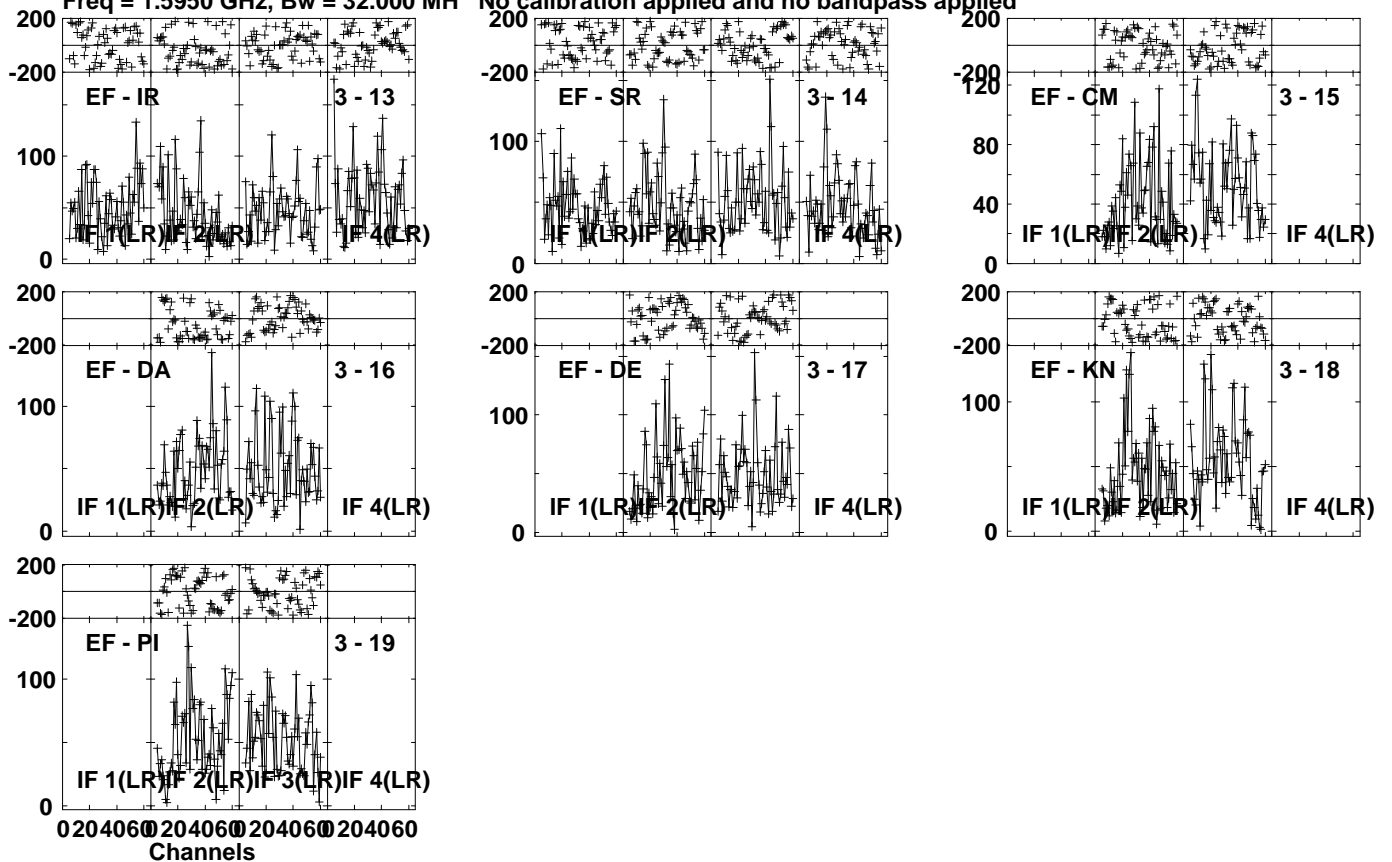 Freq = 1.5950 GHz, Bw = 32.000 MH No calibration applied and no bandpass applied
200
-200
EF - IR 3 - 13
100
0
IF 1(LR) IF 2(LR) IF 4(LR)
EF - SR 3 - 14
100
0
IF 1(LR) IF 2(LR) IF 4(LR)
200
-200
120
EF - CM 3 - 15
80
40
0
IF 1(LR) IF 2(LR) IF 4(LR)
200
-200
EF - DA 3 - 16
100
0
IF 1(LR) IF 2(LR) IF 4(LR)
200
-200
EF - DE 3 - 17
100
0
IF 1(LR) IF 2(LR) IF 4(LR)
200
-200
EF - KN 3 - 18
100
0
IF 1(LR) IF 2(LR) IF 4(LR)
200
-200
EF - PI 3 - 19
100
0
IF 1(LR) IF 2(LR) IF 3(LR) IF 4(LR)
0 20 40 60 0 20 40 60 0 20 40 60 0 20 40 60
Channels